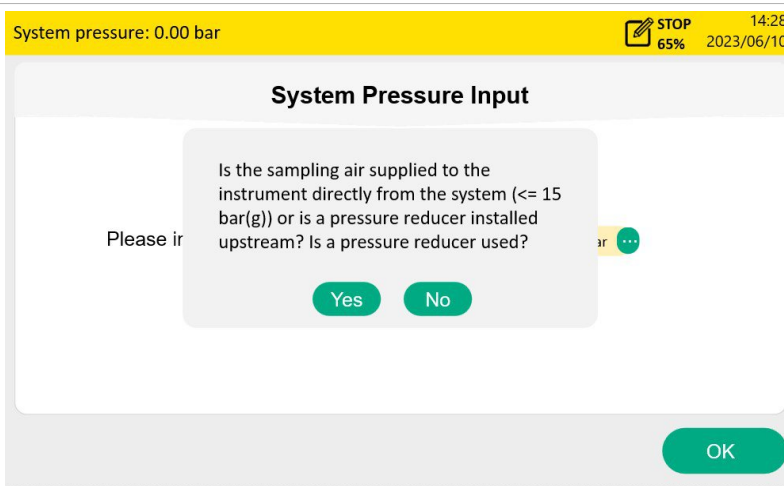 System pressure: 0.00 bar
STOP
65%
14:28
2023/06/10
System Pressure Input
Is the sampling air supplied to the
instrument directly from the system (<= 15
bar(g)) or is a pressure reducer installed
upstream? Is a pressure reducer used?
Please
Yes
No
OK